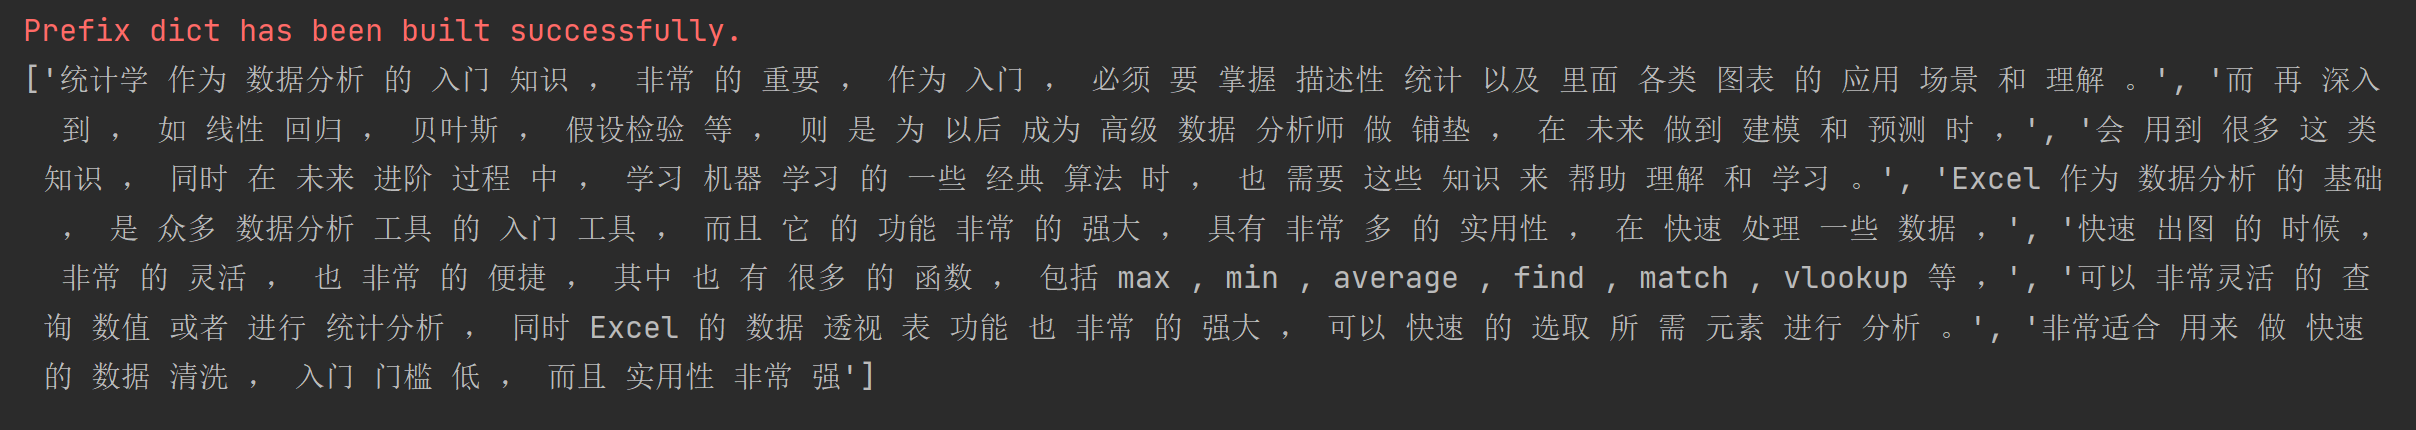 Prefix dict has been built successfully.
['统计学 作为 数据分析 的 入门 知识 ， 非常 的 重要 ， 作为 入门 ， 必须 要 掌握 描述性 统计 以及 里面 各类 图表 的 应用 场景 和 理解 。', '而 再 深入
到 ， 如 线性 回归 ， 贝叶斯 ， 假设检验 等 ， 则 是 为 以后 成为 高级 数据 分析师 做 铺垫 ， 在 未来 做到 建模 和 预测 时 ，', '会 用到 很多 这 类
知识 ， 同时 在 未来 进阶 过程 中 ， 学习 机器 学习 的 一些 经典 算法 时 ， 也 需要 这些 知识 来 帮助 理解 和 学习 。', 'Excel 作为 数据分析 的 基础
， 是 众多 数据分析 工具 的 入门 工具 ， 而且 它 的 功能 非常 的 强大 ， 具有 非常 多 的 实用性 ， 在 快速 处理 一些 数据 ，', '快速 出图 的 时候 ，
非常 的 灵活 ， 也 非常 的 便捷 ， 其中 也 有 很多 的 函数 ， 包括 max , min , average , find , match , vlookup 等 ，', '可以 非常灵活 的 查
询 数值 或者 进行 统计分析 ， 同时 Excel 的 数据 透视 表 功能 也 非常 的 强大 ， 可以 快速 的 选取 所 需 元素 进行 分析 。', '非常适合 用来 做 快速
的 数据 清洗 ， 入门 门槛 低 ， 而且 实用性 非常 强']